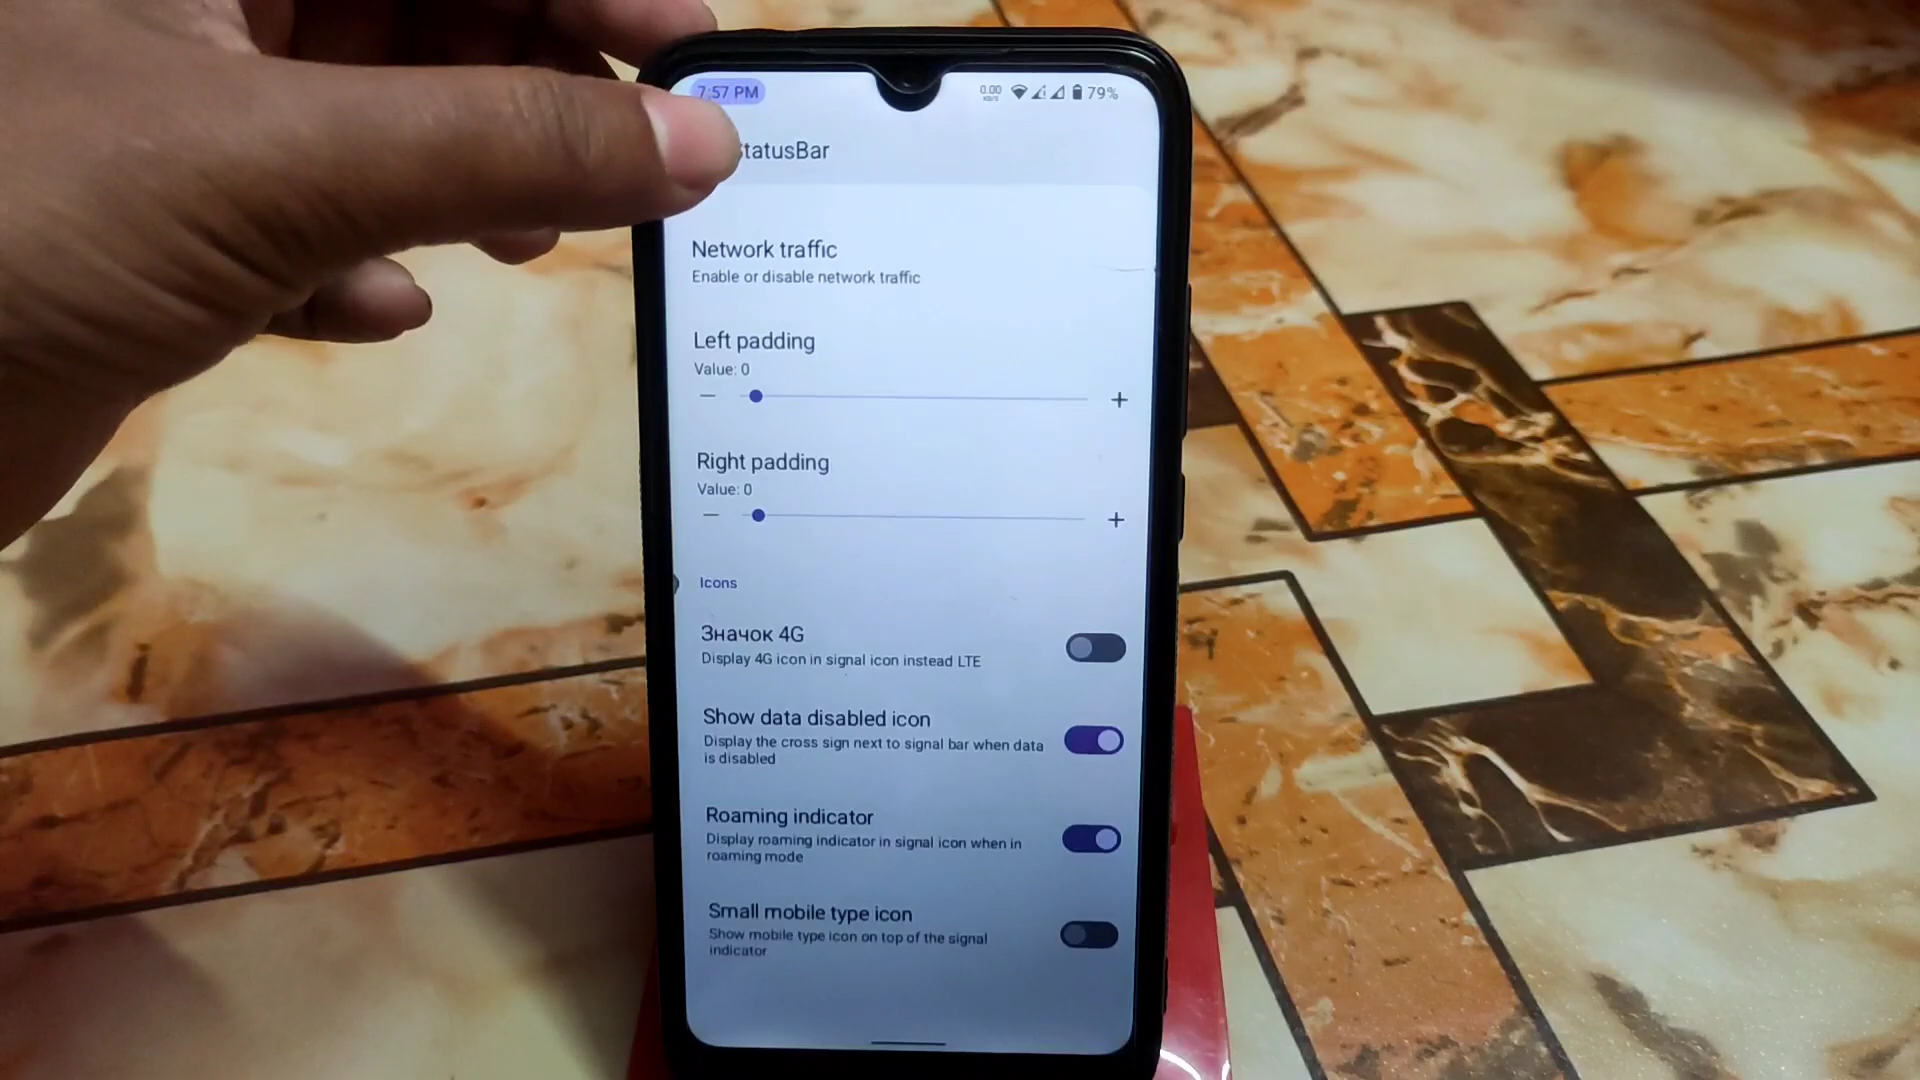 7:57 PM
0.00
79%
StatusBar
Network traffic
Enable or disable network traffic
Left padding
Value: 0
Right padding
Value: 0
Icons
Значок 4G
Display 4G icon in signal icon instead LTE
Show data disabled icon
Display the cross sign next to signal bar when data
is disabled
Roaming indicator
Display roaming indicator in signal icon when in
roaming mode
Small mobile type icon
Show mobile type icon on top of the signal
indicator